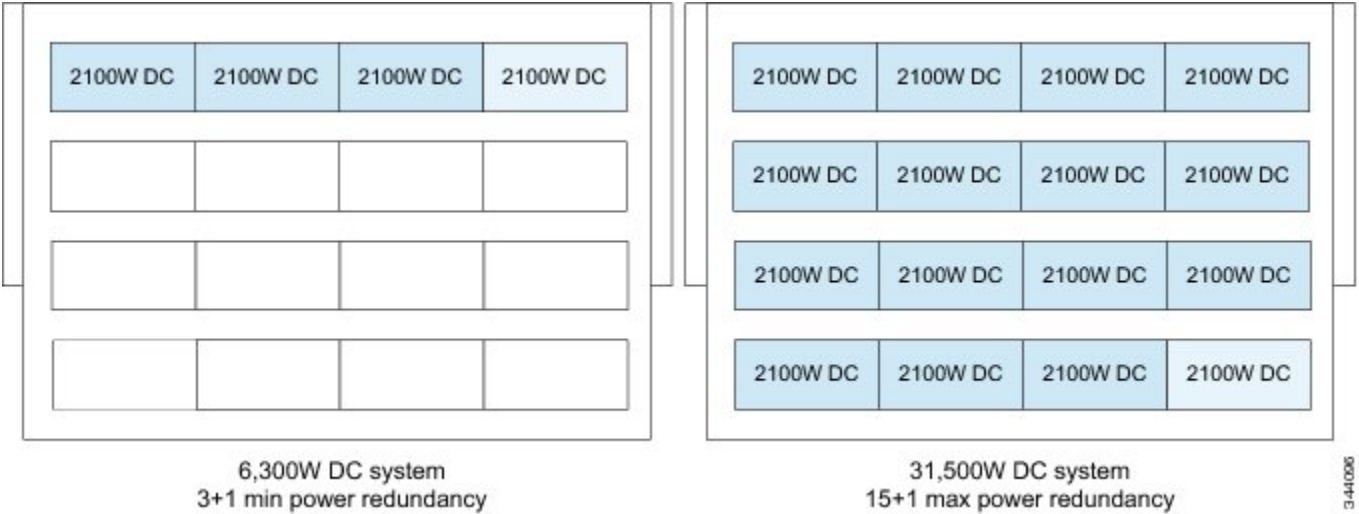 2100W DC 2100W DC 2100W DC 2100W DC
6,300W DC system
3+1 min power redundancy
2100W DC 2100W DC 2100W DC 2100W DC
2100W DC 2100W DC 2100W DC 2100W DC
2100W DC 2100W DC 2100W DC 2100W DC
2100W DC 2100W DC 2100W DC 2100W DC
31,500W DC system
15+1 max power redundancy
344096